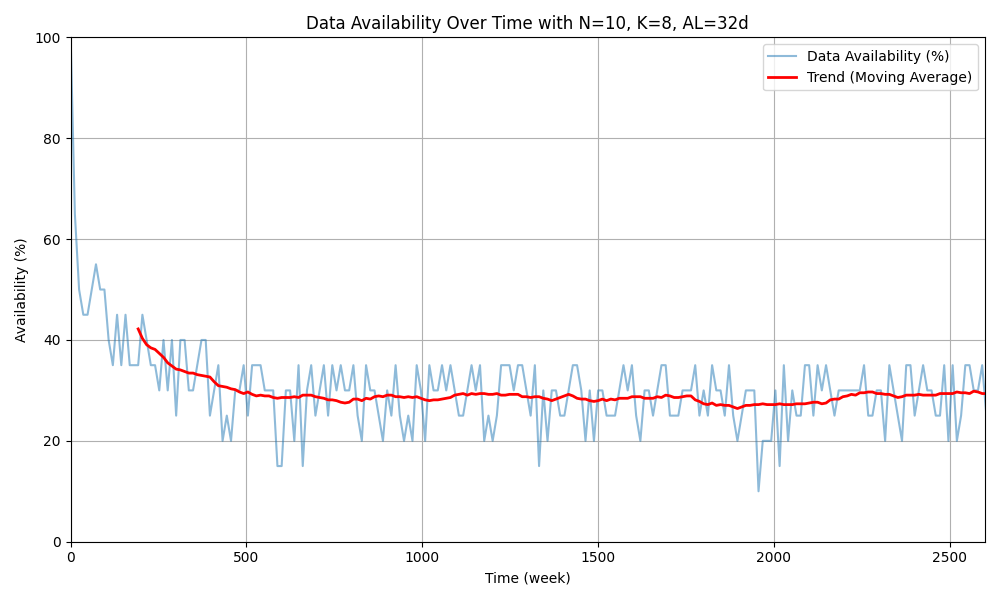 Data Availability Over Time with N=10, K=8, AL=32d
100
80
60
40
20
0
Availability (%)
Data Availability (%)
Trend (Moving Average)
0 500 1000 1500 2000 2500
Time (week)